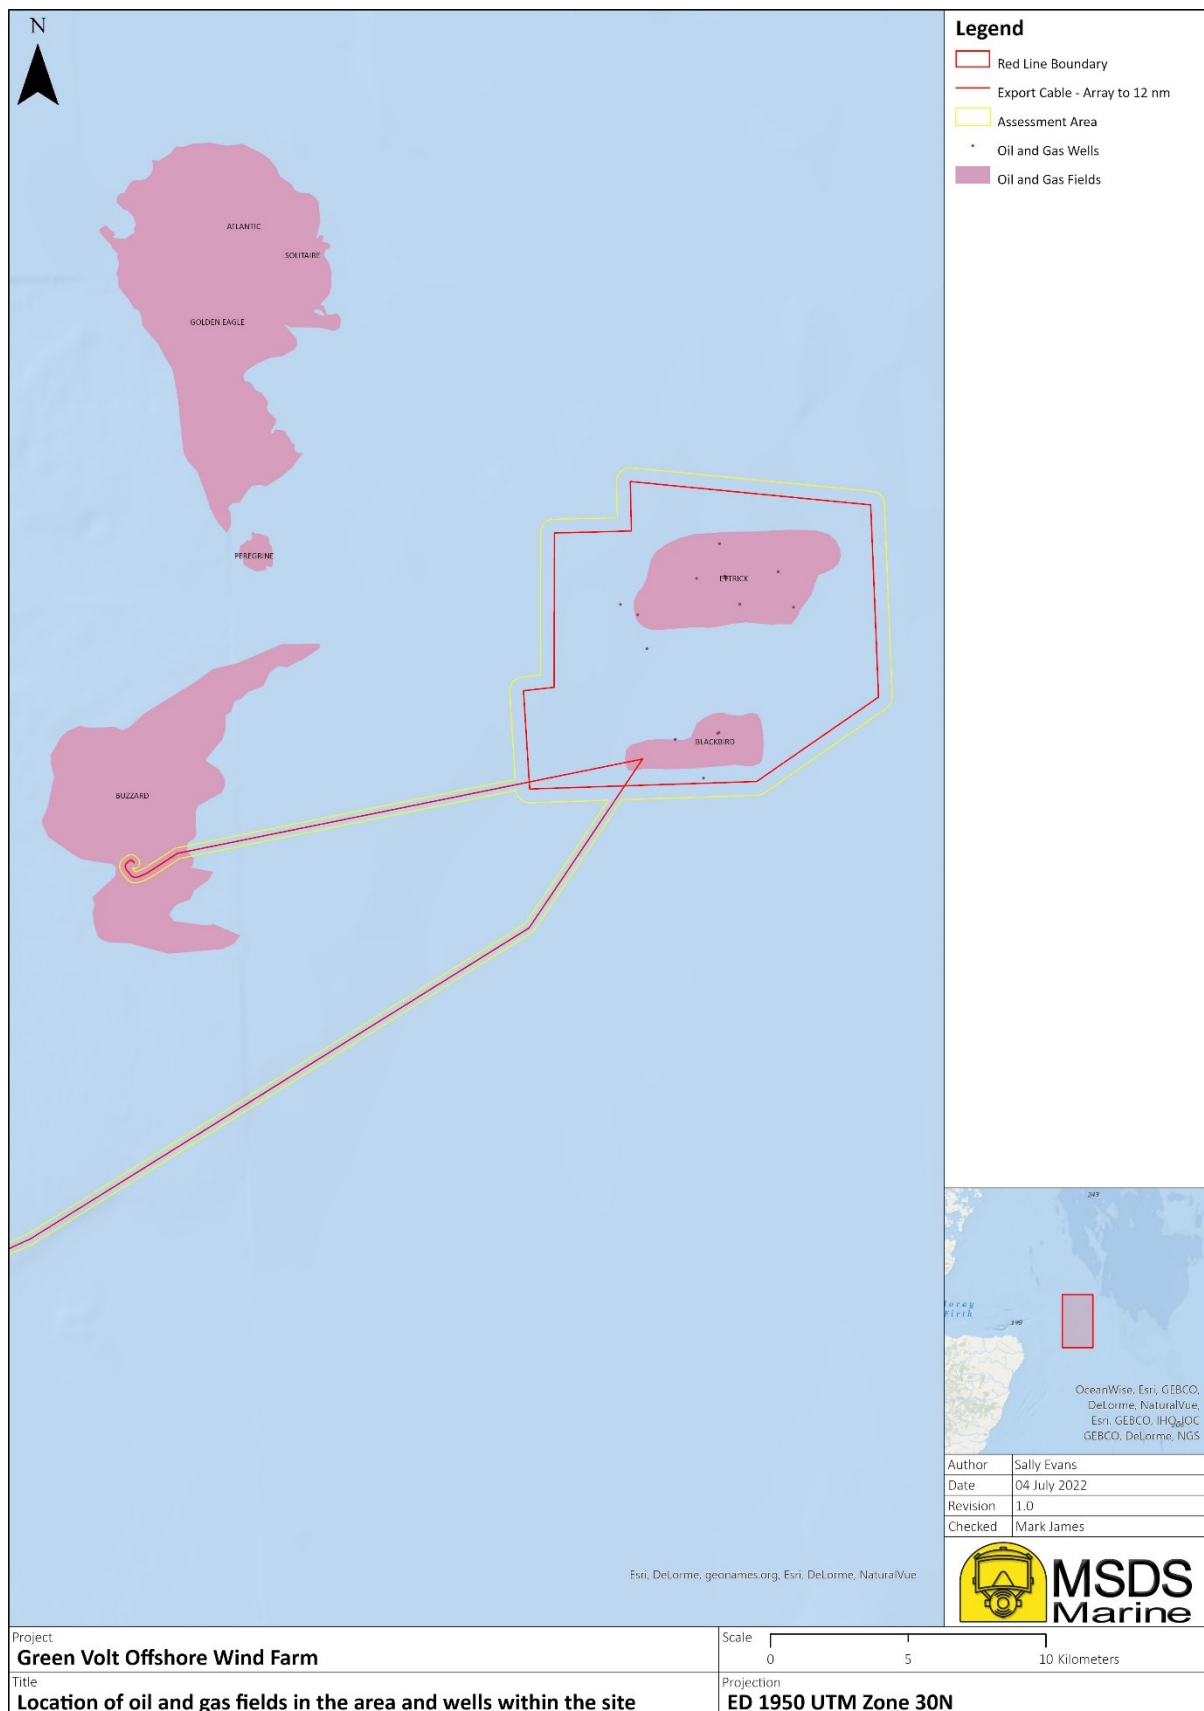 N
Legend
Red Line Boundary
Export Cable - Array to 12 nm
Assessment Area
Oil and Gas Wells
Oil and Gas Fields
ATLANTIC
SOLITAIRE
GOLDEN EAGLE
PEREGRINE
ETTRICK
BLACKBIRD
BUZZARD
243
oray
Firth
190
OceanWise, Esri, GEBCO,
DeLorme, NaturalVue,
Esri, GEBCO, IHO-IOC
GEBCO, DeLorme, NGS
Author Sally Evans
Date 04 July 2022
Revision 1.0
Checked Mark James
Esri, DeLorme, geonames.org, Esri, DeLorme, NaturalVue
MSDS
Marine
Project
Green Volt Offshore Wind Farm
Scale
0 5 10 Kilometers
Title
Location of oil and gas fields in the area and wells within the site
Projection
ED 1950 UTM Zone 30N